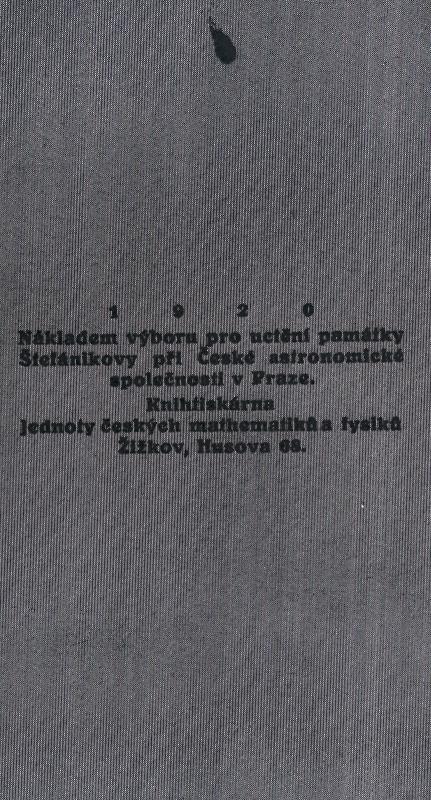 1 9 2 0
Nákladem výboru pro uctění památky
Štefánikovy při České astronomické
společnosti v Praze.
Knihtiskárna
Jednoty českých mathematiků a fysiků
Žižkov, Husova 68.